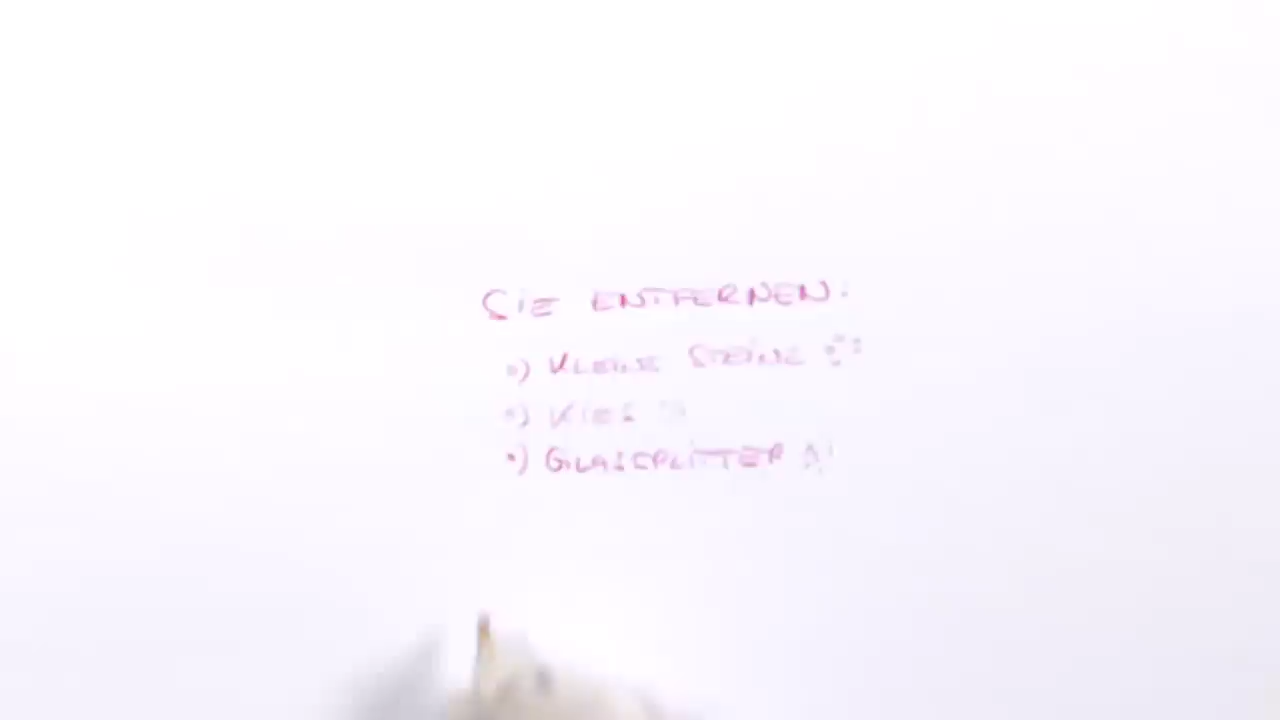 SIE ENTFERNEN:
•) KLEINE STEINE
•) KIES
•) GLASSPLITTER